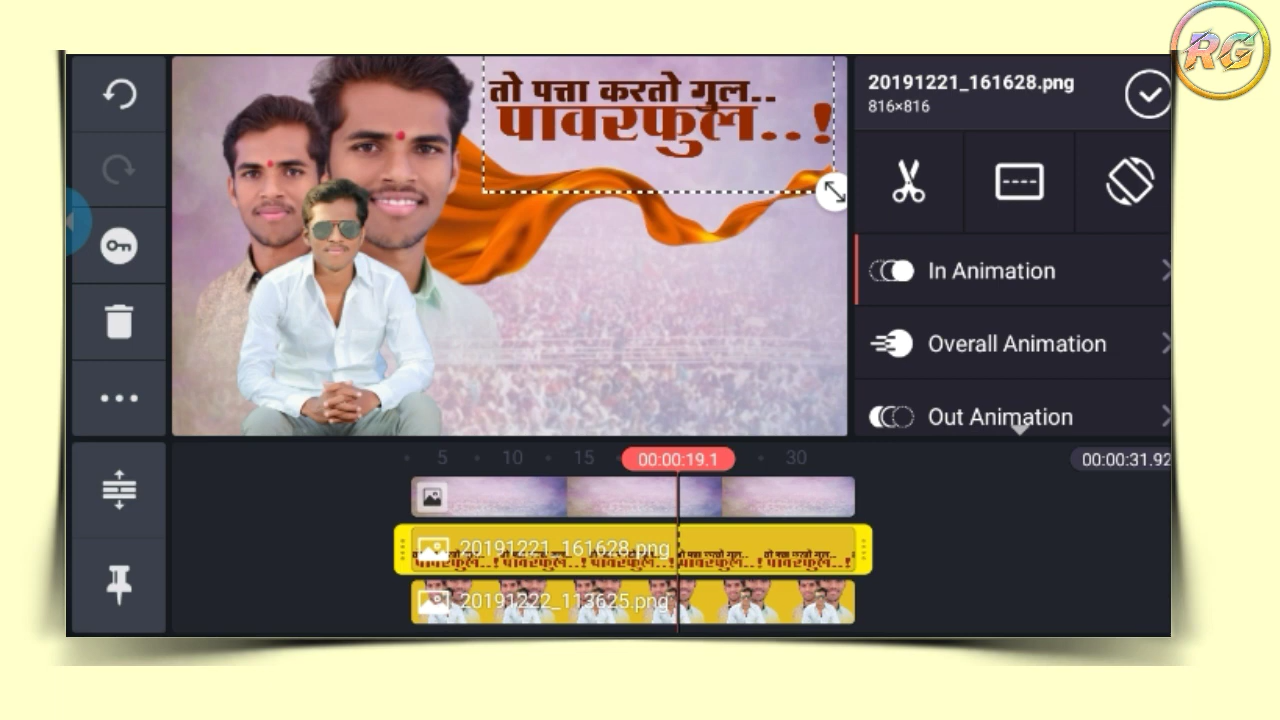 RG
20191221_161628.png
816×816
तो पत्ता करतो गुल..
पावरफुल..!
In Animation
Overall Animation
Out Animation
5 10 15 00:00:19.1 30 00:00:31.92
20191221_161628.png
20191222_113625.png